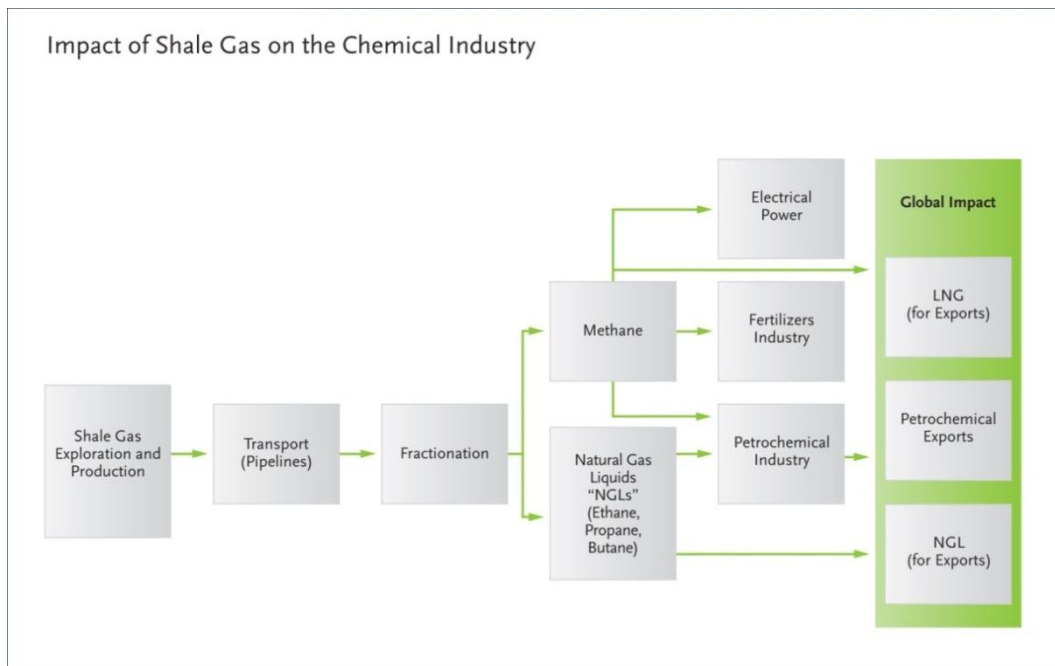 Impact of Shale Gas on the Chemical Industry
Shale Gas
Exploration and
Production
Transport
(Pipelines)
Fractionation
Methane
Natural Gas
Liquids
“NGLs”
(Ethane,
Propane,
Butane)
Electrical
Power
Fertilizers
Industry
Petrochemical
Industry
Global Impact
LNG
(for Exports)
Petrochemical
Exports
NGL
(for Exports)